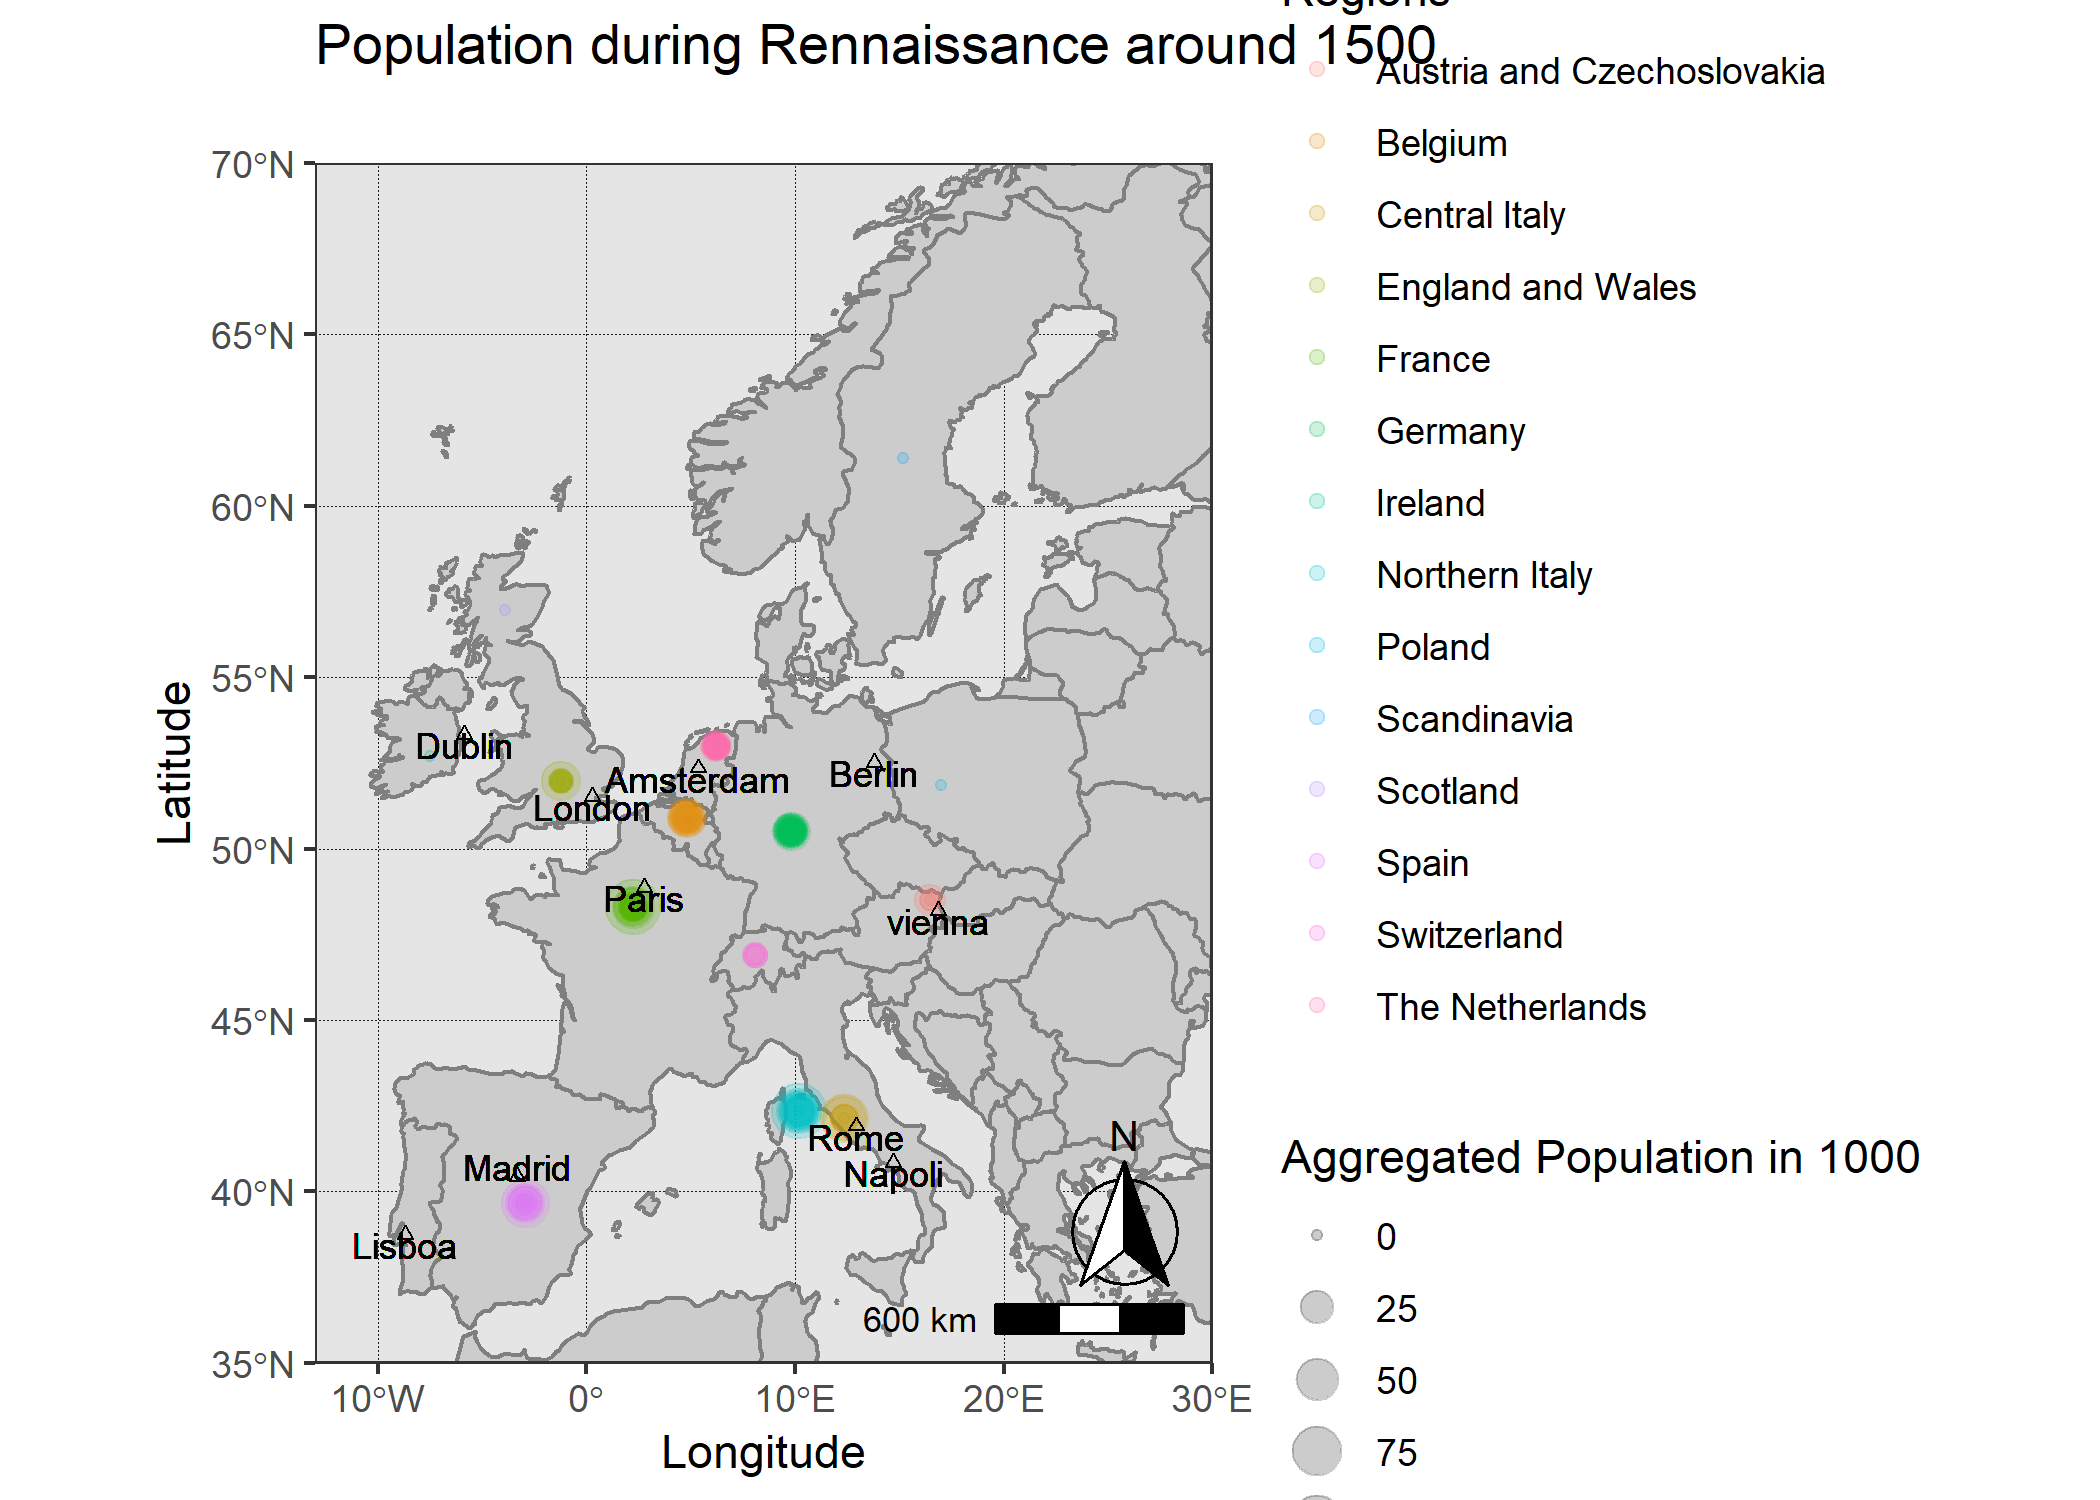 Regions
Population during Rennaissance around 1500
Austria and Czechoslovakia
Belgium
Central Italy
England and Wales
France
Germany
Ireland
Northern Italy
Poland
Scandinavia
Scotland
Spain
Switzerland
The Netherlands
Aggregated Population in 1000
0
25
50
75
70°N
65°N
60°N
55°N
50°N
45°N
40°N
35°N
Latitude
Dublin
Amsterdam
Berlin
London
Paris
vienna
Rome
Napoli
Madrid
Lisboa
N
600 km
10°W
0°
10°E
20°E
30°E
Longitude